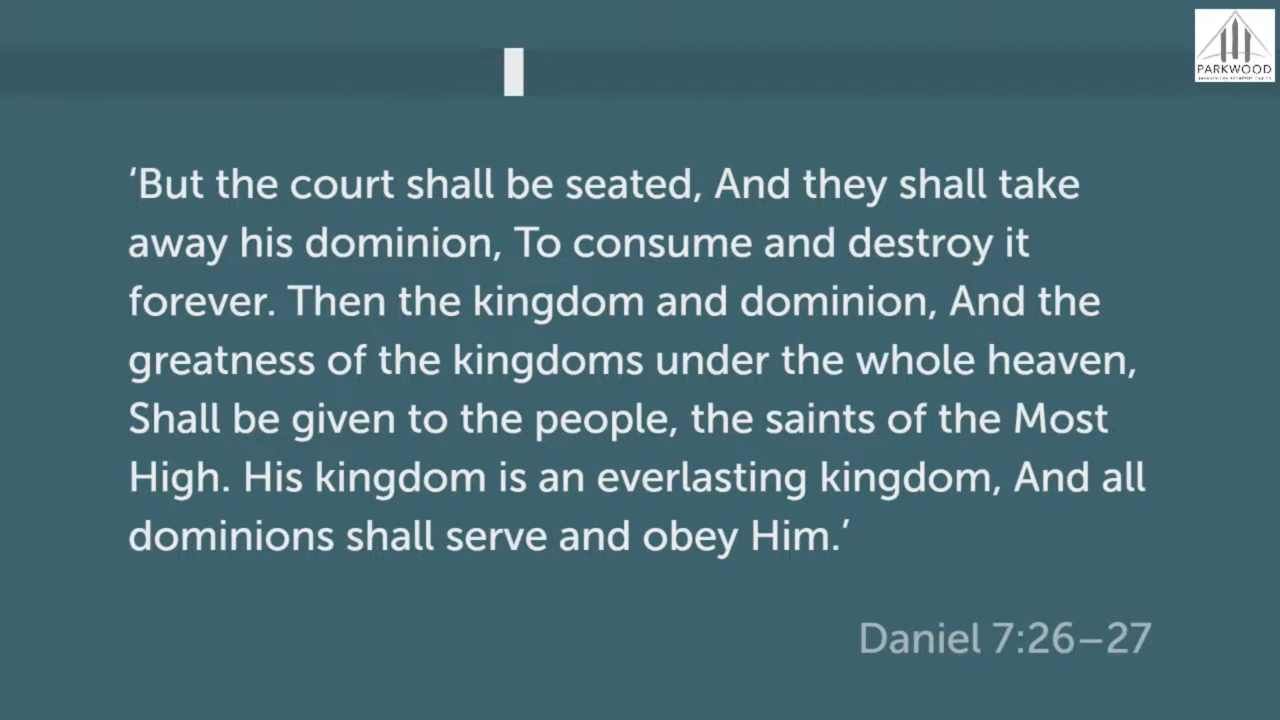 PARKWOOD
‘But the court shall be seated, And they shall take
away his dominion, To consume and destroy it
forever. Then the kingdom and dominion, And the
greatness of the kingdoms under the whole heaven,
Shall be given to the people, the saints of the Most
High. His kingdom is an everlasting kingdom, And all
dominions shall serve and obey Him.’
Daniel 7:26–27